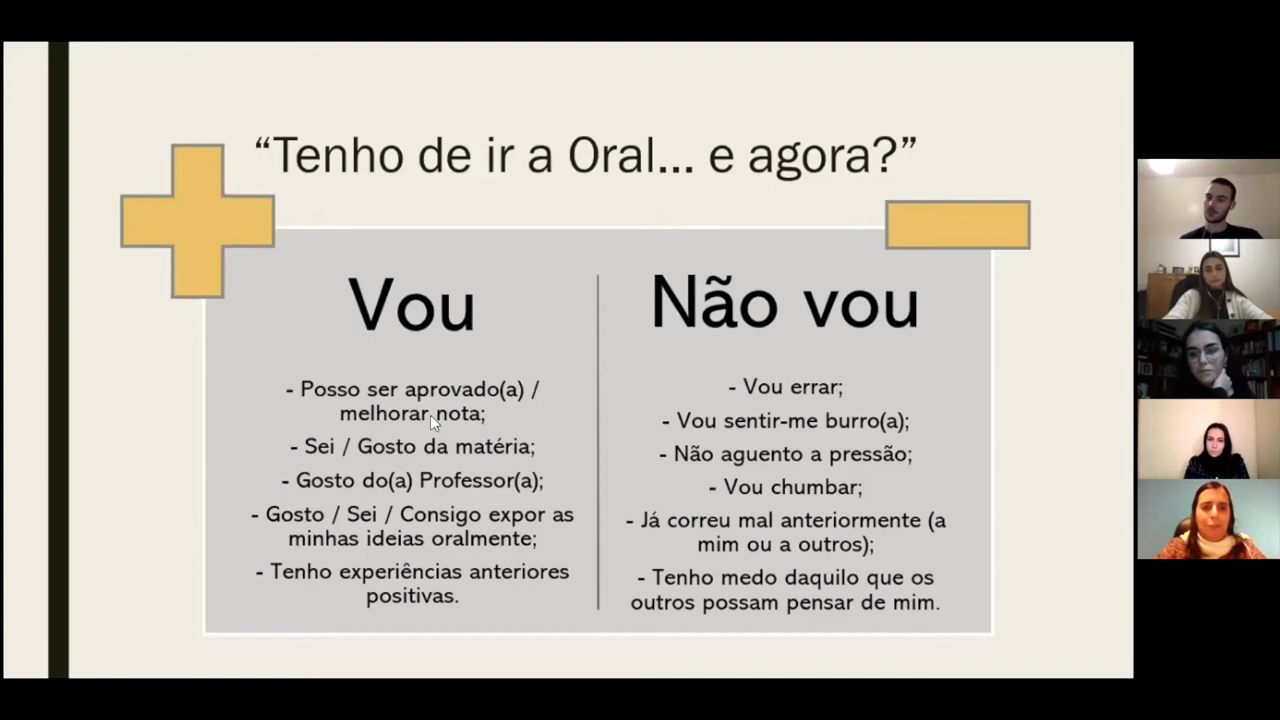 “Tenho de ir a Oral... e agora?”
Vou
- Posso ser aprovado(a) /
melhorar nota;
- Sei / Gosto da matéria;
- Gosto do(a) Professor(a);
- Gosto / Sei / Consigo expor as
minhas ideias oralmente;
- Tenho experiências anteriores
positivas.
Não vou
- Vou errar;
- Vou sentir-me burro(a);
- Não aguento a pressão;
- Vou chumbar;
- Já correu mal anteriormente (a
mim ou a outros);
- Tenho medo daquilo que os
outros possam pensar de mim.